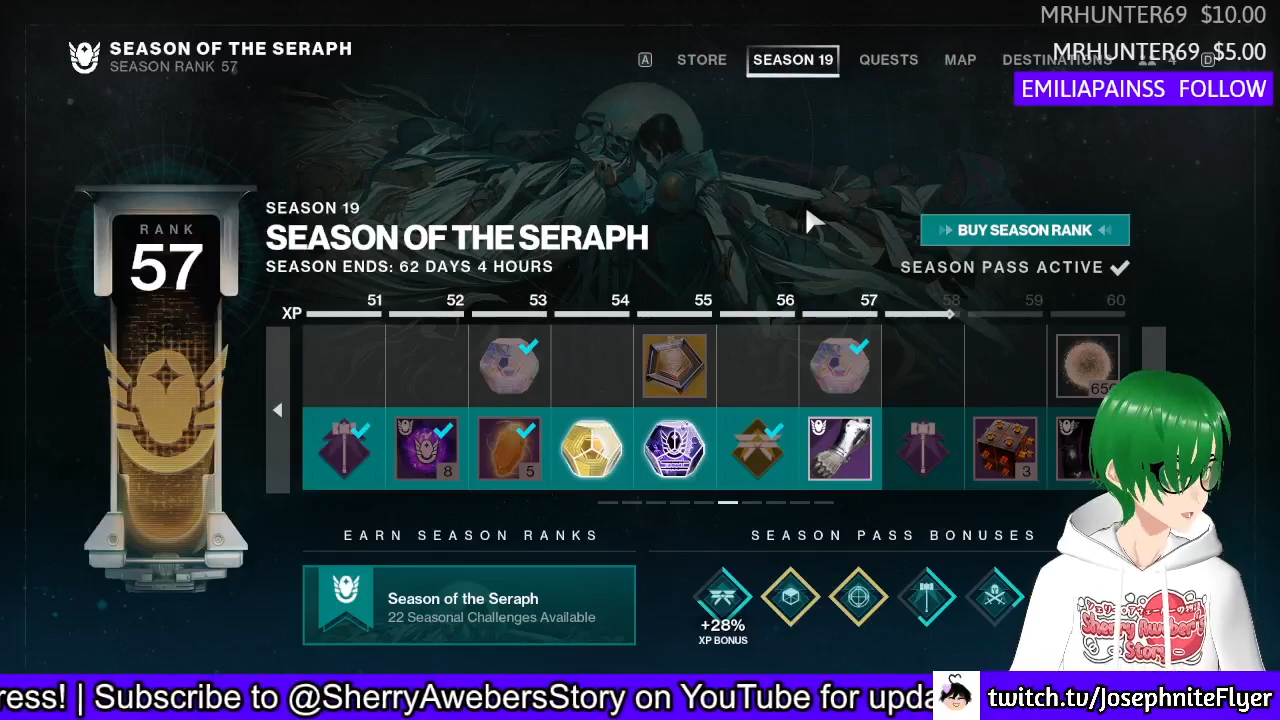 MRHUNTER69 $10.00
SEASON OF THE SERAPH
SEASON RANK 57
A STORE SEASON 19 QUESTS MAP DESTINATIONS 4 D
MRHUNTER69 $5.00
EMILIAPAINSS FOLLOW
SEASON 19
SEASON OF THE SERAPH
SEASON ENDS: 62 DAYS 4 HOURS
RANK
57
BUY SEASON RANK
SEASON PASS ACTIVE
XP 51 52 53 54 55 56 57 58 59 60
8 5 3
EARN SEASON RANKS
SEASON PASS BONUSES
Season of the Seraph
22 Seasonal Challenges Available
+28%
XP BONUS
Story
ress! | Subscribe to @SherryAwebersStory on YouTube for upda
twitch.tv/JosephniteFlyer